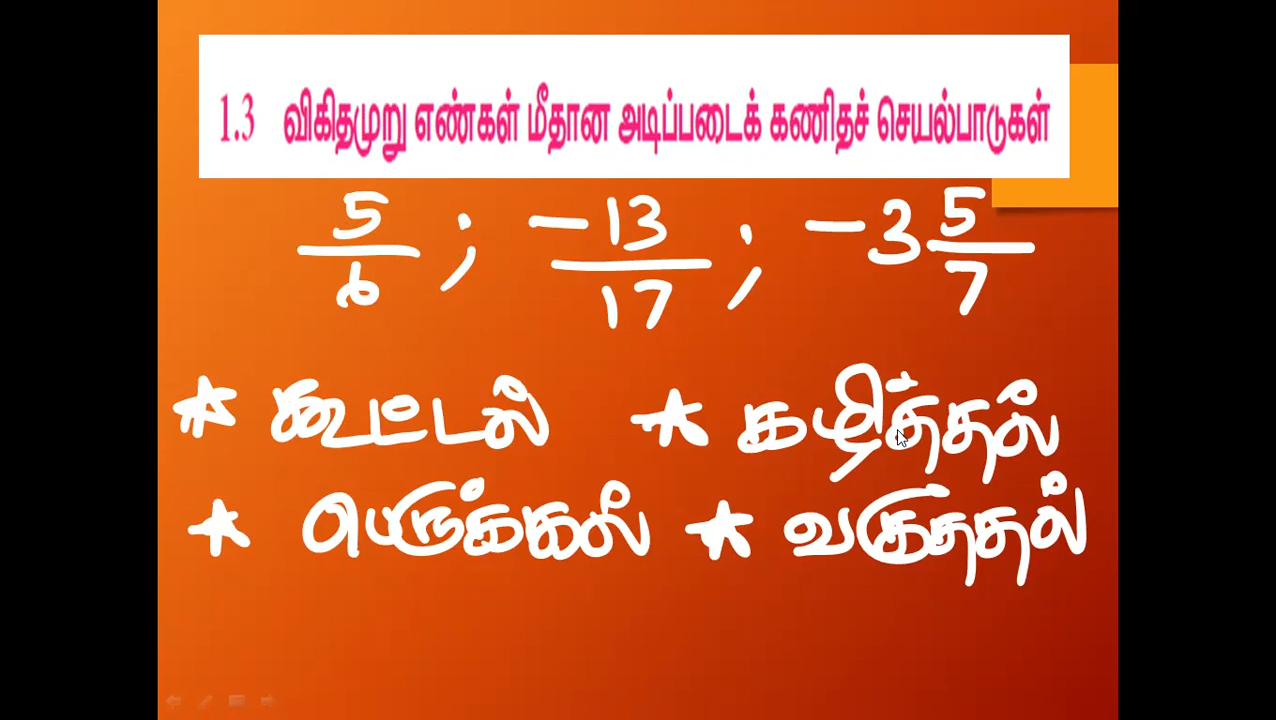 1.3 விகிதமுறு எண்கள் மீதான அடிப்படைக் கணிதச் செயல்பாடுகள்
5/6 ; -13/17 ; -3 5/7
* கூட்டல் * கழித்தல்
* பெருக்கல் * வகுத்தல்